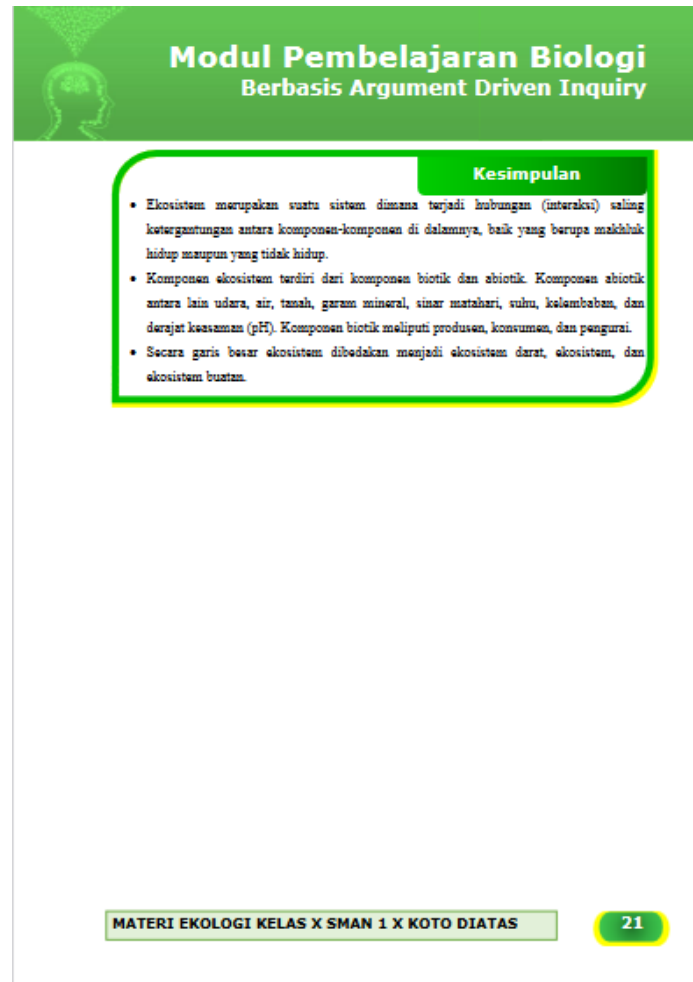 Modul Pembelajaran Biologi
Berbasis Argument Driven Inquiry
Kesimpulan
• Ekosistem merupakan suatu sistem dimana terjadi hubungan (interaksi) saling
ketergantungan antara komponen-komponen di dalamnya, baik yang berupa makhluk
hidup maupun yang tidak hidup.
• Komponen ekosistem terdiri dari komponen biotik dan abiotik. Komponen abiotik
antara lain udara, air, tanah, garam mineral, sinar matahari, suhu, kelembaban, dan
derajat keasaman (pH). Komponen biotik meliputi produsen, konsumen, dan pengurai.
• Secara garis besar ekosistem dibedakan menjadi ekosistem darat, ekosistem, dan
ekosistem buatan.
MATERI EKOLOGI KELAS X SMAN 1 X KOTO DIATAS
21